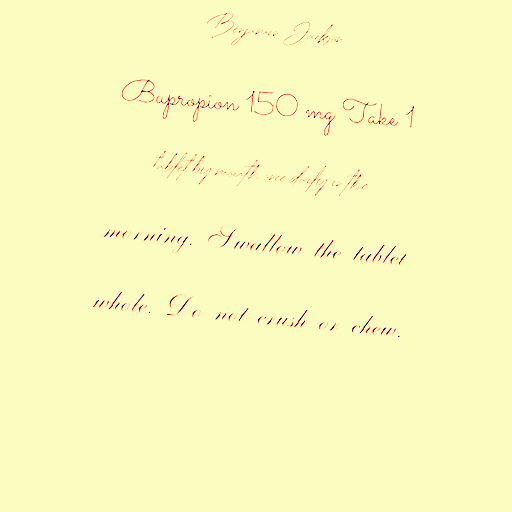 Benjamin Jackson
Bupropion 150 mg Take 1
tablet by mouth once daily in the
morning. Swallow the tablet
whole. Do not crush or chew.